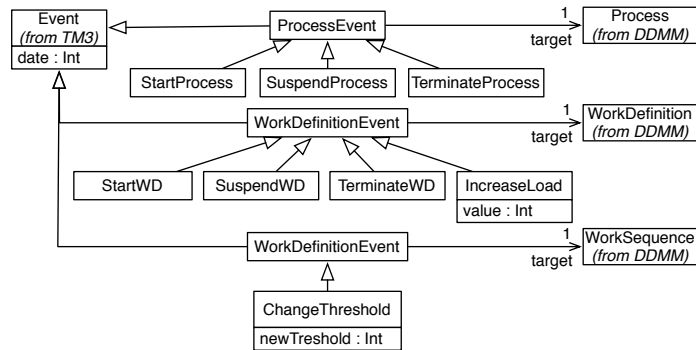 Event
(from TM3)
date : Int
ProcessEvent
1
target
Process
(from DDMM)
StartProcess
SuspendProcess
TerminateProcess
WorkDefinitionEvent
1
target
WorkDefinition
(from DDMM)
StartWD
SuspendWD
TerminateWD
IncreaseLoad
value : Int
WorkDefinitionEvent
1
target
WorkSequence
(from DDMM)
ChangeThreshold
newTreshold : Int